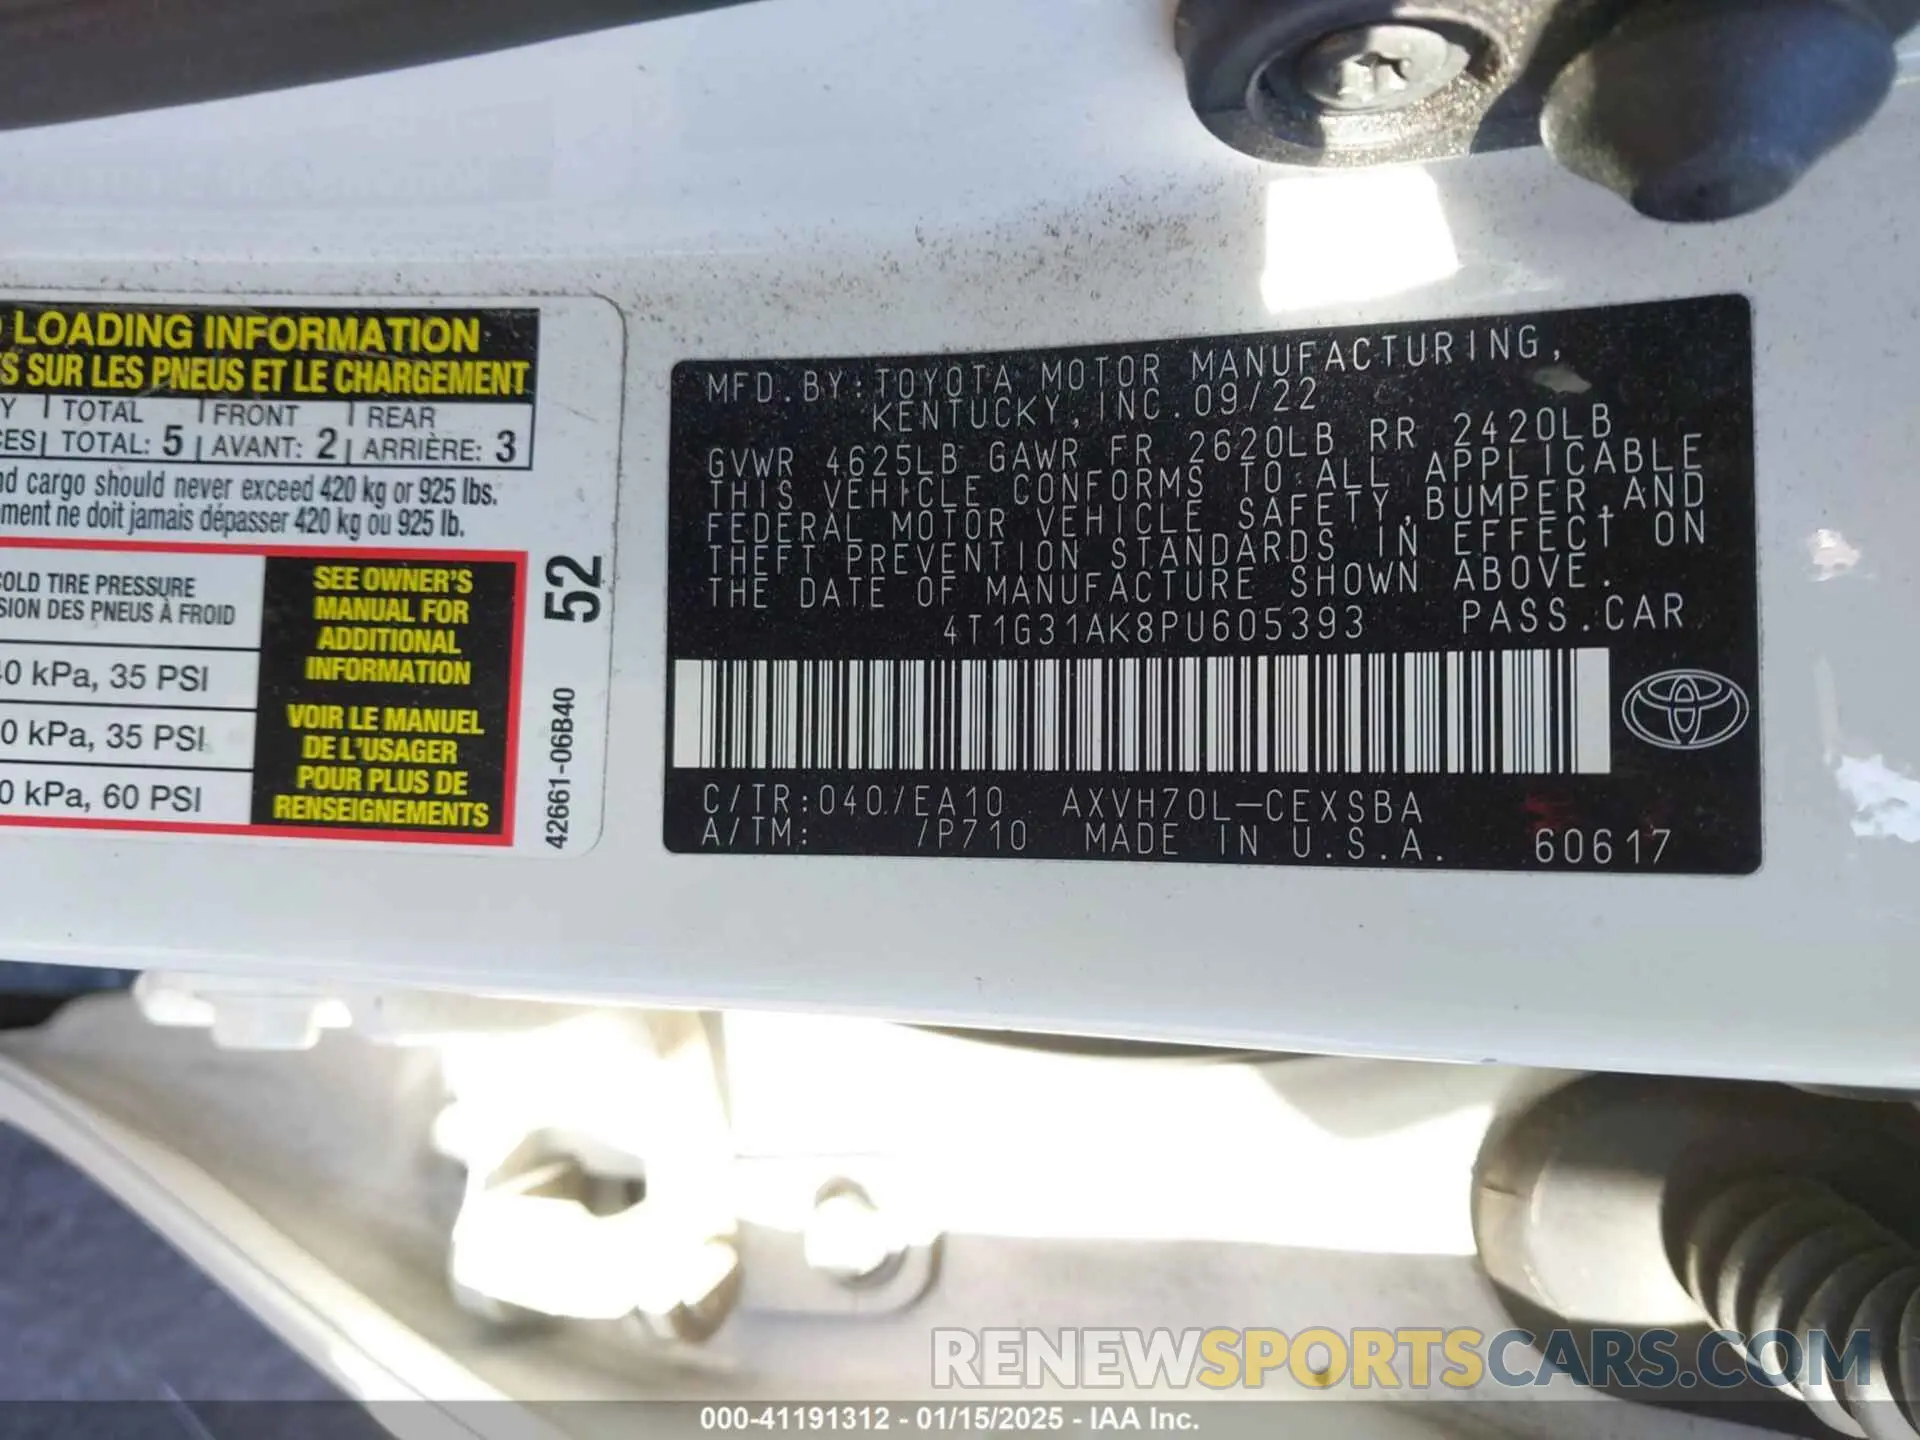 LOADING INFORMATION
S SUR LES PNEUS ET LE CHARGEMENT
Y TOTAL FRONT REAR
CES TOTAL: 5 AVANT: 2 ARRIÈRE: 3
nd cargo should never exceed 420 kg or 925 lbs.
ment ne doit jamais dépasser 420 kg ou 925 lb.
COLD TIRE PRESSURE
SION DES PNEUS À FROID
40 kPa, 35 PSI
0 kPa, 35 PSI
0 kPa, 60 PSI
SEE OWNER'S
MANUAL FOR
ADDITIONAL
INFORMATION
VOIR LE MANUEL
DE L'USAGER
POUR PLUS DE
RENSEIGNEMENTS
52
42661-06B40
MFD. BY: TOYOTA MOTOR MANUFACTURING,
KENTUCKY, INC. 09/22
GVWR 4625LB GAWR FR 2620LB RR 2420LB
THIS VEHICLE CONFORMS TO ALL APPLICABLE
FEDERAL MOTOR VEHICLE SAFETY, BUMPER, AND
THEFT PREVENTION STANDARDS IN EFFECT ON
THE DATE OF MANUFACTURE SHOWN ABOVE.
4T1G31AK8PU605393 PASS. CAR
C/TR: 040 /EA10 AXVH70L-CEXSBA
A/TM: /P710 MADE IN U.S.A. 60617
RENEWSPORTSCARS.COM
000-41191312 - 01/15/2025 - IAA Inc.